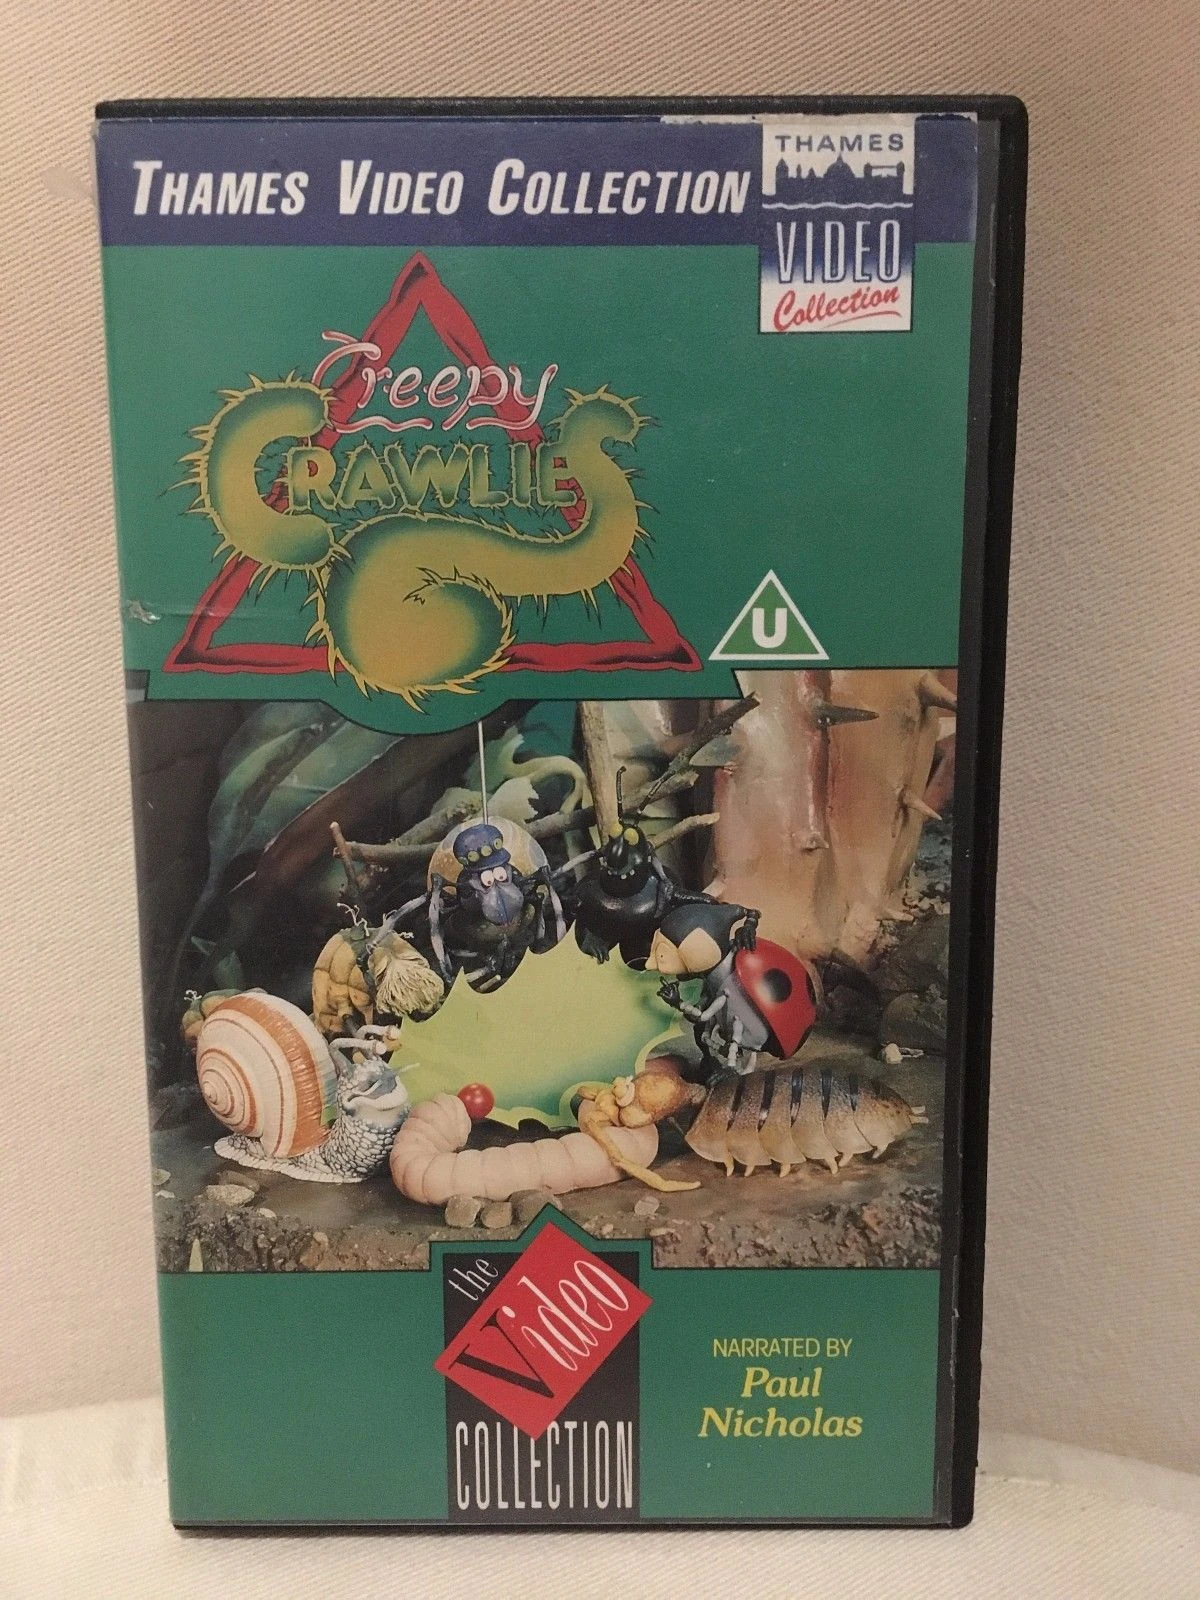 THAMES VIDEO COLLECTION
THAMES
VIDEO
Collection
Creepy
CRAWLIES
U
the
Video
COLLECTION
NARRATED BY
Paul
Nicholas